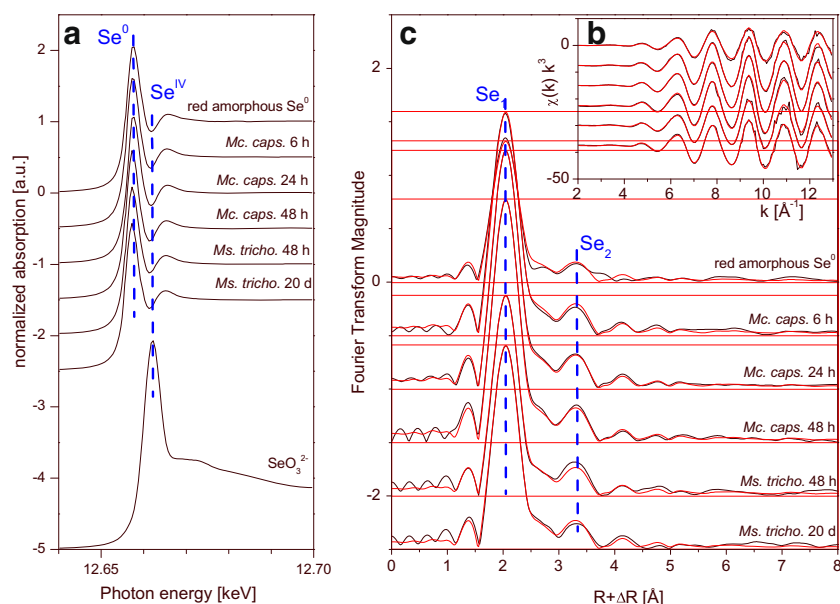 a
Se⁰
Se^IV
red amorphous Se⁰
Mc. caps. 6 h
Mc. caps. 24 h
Mc. caps. 48 h
Ms. tricho. 48 h
Ms. tricho. 20 d
SeO₃²⁻
2
1
0
-1
-2
-3
-4
-5
normalized absorption [a.u.]
12.65
12.70
Photon energy [keV]
c
Se₁
Se₂
red amorphous Se⁰
Mc. caps. 6 h
Mc. caps. 24 h
Mc. caps. 48 h
Ms. tricho. 48 h
Ms. tricho. 20 d
2
0
-2
Fourier Transform Magnitude
0 1 2 3 4 5 6 7 8
R+ΔR [Å]
b
0
-50
χ(k) k³
2 4 6 8 10 12
k [Å⁻¹]